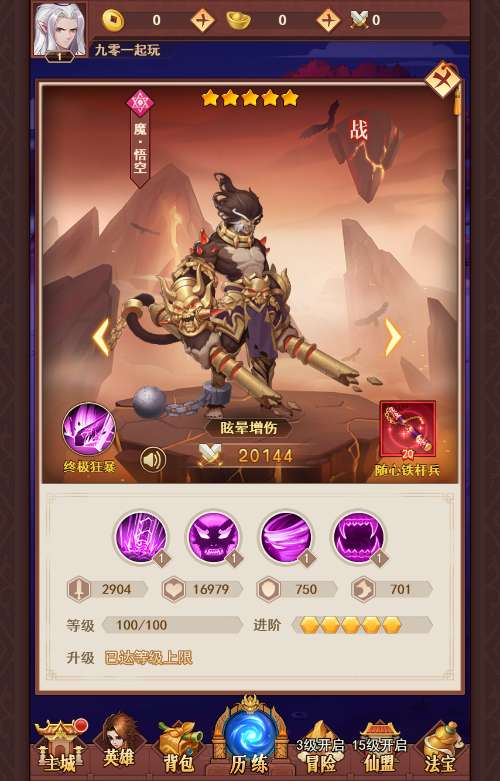 0
0
0
1
九零一起玩
魔·悟空
战
眩晕增伤
20144
终极狂暴
20
随心铁杆兵
1
1
1
1
2904
16979
750
701
等级
100/100
进阶
升级
已达等级上限
主城
英雄
背包
历练
3级开启
冒险
15级开启
仙盟
法宝